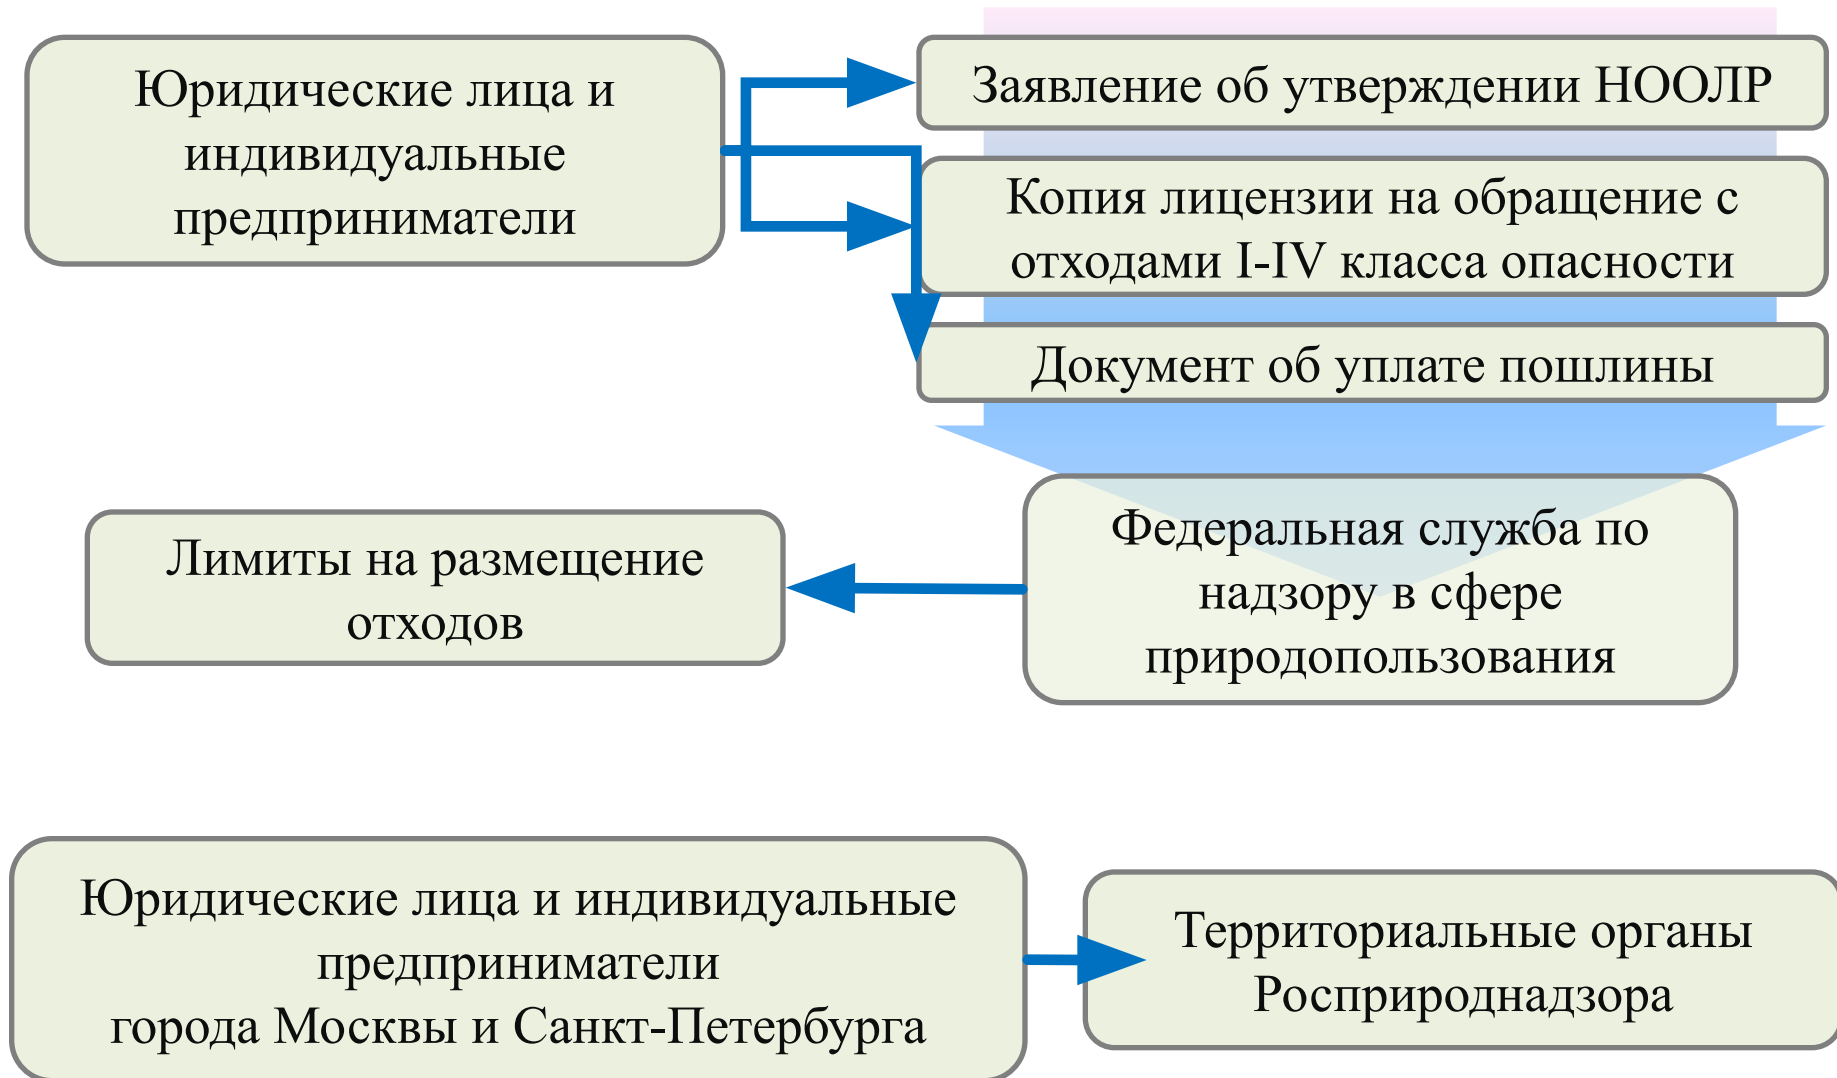 Юридические лица и
индивидуальные
предприниматели
Заявление об утверждении НООЛР
Копия лицензии на обращение с
отходами I-IV класса опасности
Документ об уплате пошлины
Лимиты на размещение
отходов
Федеральная служба по
надзору в сфере
природопользования
Юридические лица и индивидуальные
предприниматели
города Москвы и Санкт-Петербурга
Территориальные органы
Росприроднадзора